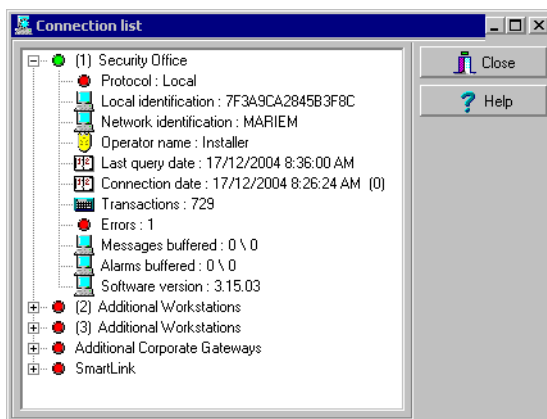 Connection list
(1) Security Office
Protocol : Local
Local identification : 7F3A9CA2845B3F8C
Network identification : MARIEM
Operator name : Installer
Last query date : 17/12/2004 8:36:00 AM
Connection date : 17/12/2004 8:26:24 AM (0)
Transactions : 729
Errors : 1
Messages buffered : 0 \ 0
Alarms buffered : 0 \ 0
Software version : 3.15.03
(2) Additional Workstations
(3) Additional Workstations
Additional Corporate Gateways
SmartLink
Close
Help